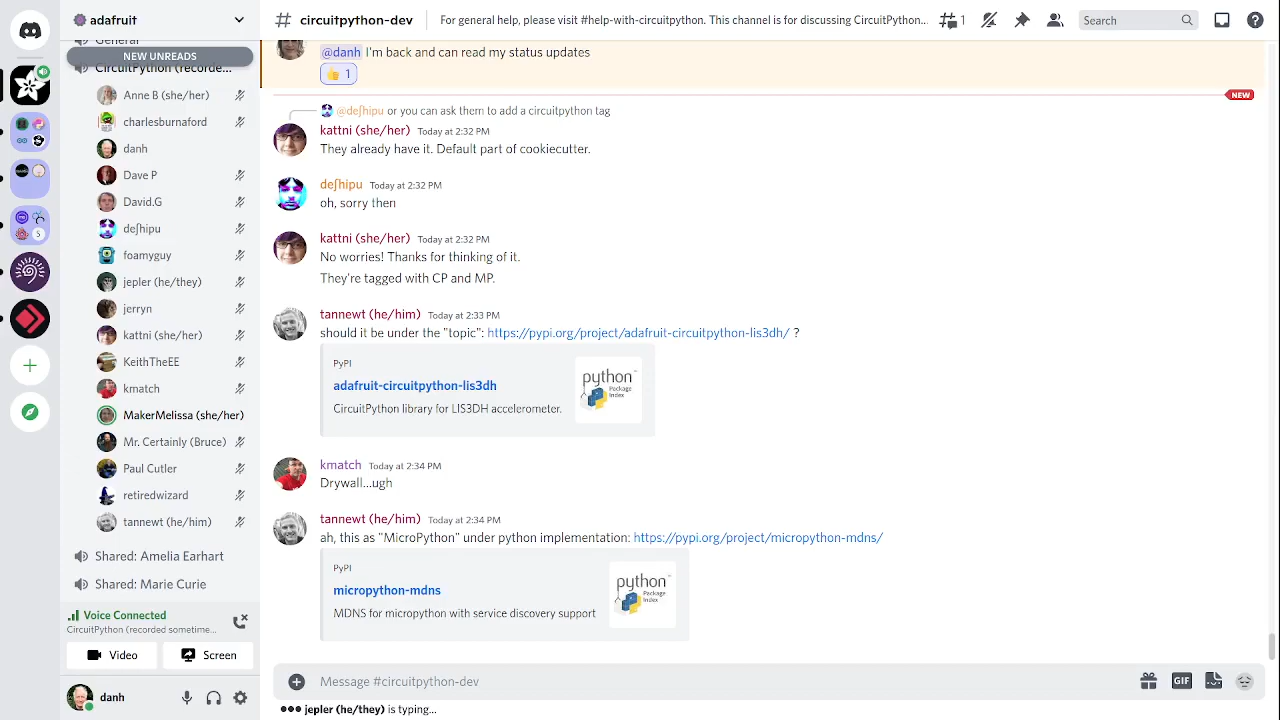 adafruit
# circuitpython-dev
For general help, please visit #help-with-circuitpython. This channel is for discussing CircuitPython...
1
Search
General
NEW UNREADS
CircuitPython (recorde...
Anne B (she/her)
charlesburnaford
danh
Dave P
David.G
deʃhipu
foamyguy
jepler (he/they)
jerryn
kattni (she/her)
KeithTheEE
kmatch
MakerMelissa (she/her)
Mr. Certainly (Bruce)
Paul Cutler
retiredwizard
tannewt (he/him)
Shared: Amelia Earhart
Shared: Marie Curie
Voice Connected
CircuitPython (recorded sometime...
Video
Screen
danh
@danh I'm back and can read my status updates
👍 1
NEW
@deʃhipu or you can ask them to add a circuitpython tag
kattni (she/her) Today at 2:32 PM
They already have it. Default part of cookiecutter.
deʃhipu Today at 2:32 PM
oh, sorry then
kattni (she/her) Today at 2:32 PM
No worries! Thanks for thinking of it.
They're tagged with CP and MP.
tannewt (he/him) Today at 2:33 PM
should it be under the "topic": https://pypi.org/project/adafruit-circuitpython-lis3dh/ ?
PyPI
adafruit-circuitpython-lis3dh
CircuitPython library for LIS3DH accelerometer.
python
Package
Index
kmatch Today at 2:34 PM
Drywall...ugh
tannewt (he/him) Today at 2:34 PM
ah, this as "MicroPython" under python implementation: https://pypi.org/project/micropython-mdns/
PyPI
micropython-mdns
MDNS for micropython with service discovery support
python
Package
Index
Message #circuitpython-dev
GIF
jepler (he/they) is typing...